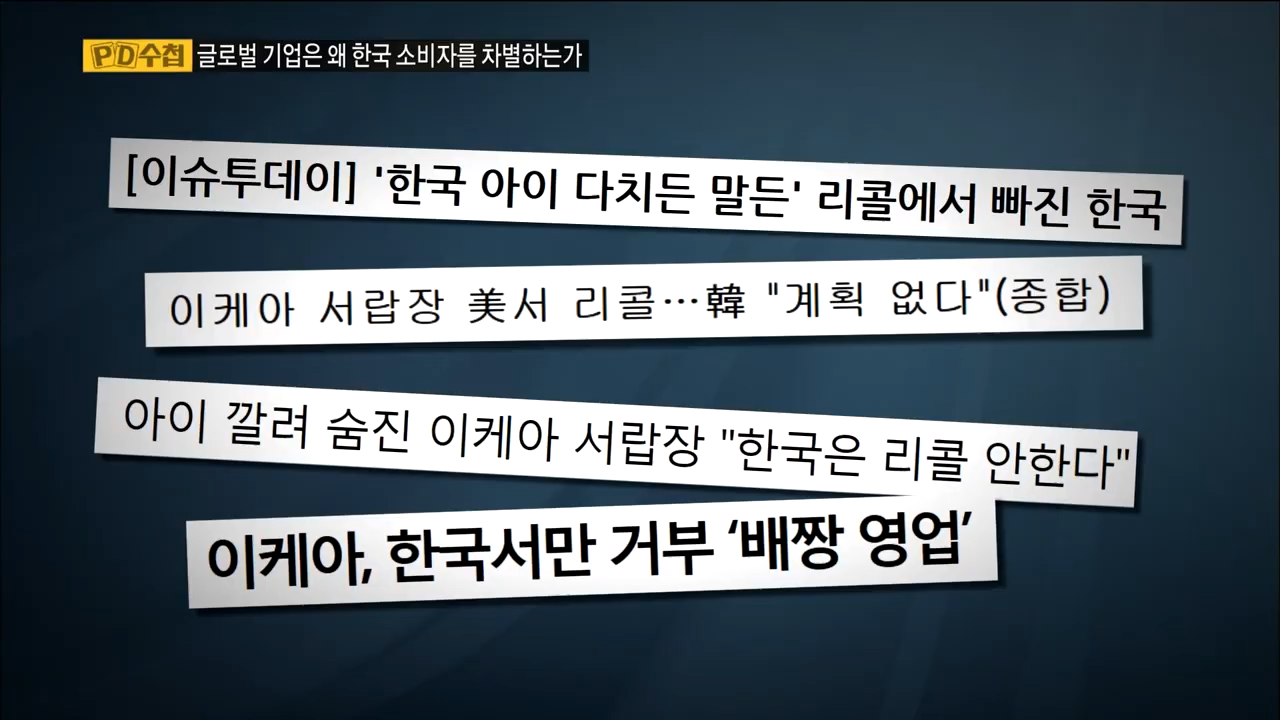 PD수첩 글로벌 기업은 왜 한국 소비자를 차별하는가
[이슈투데이] '한국 아이 다치든 말든' 리콜에서 빠진 한국
이케아 서랍장 美서 리콜…韓 "계획 없다"(종합)
아이 깔려 숨진 이케아 서랍장 "한국은 리콜 안한다"
이케아, 한국서만 거부 ‘배짱 영업’